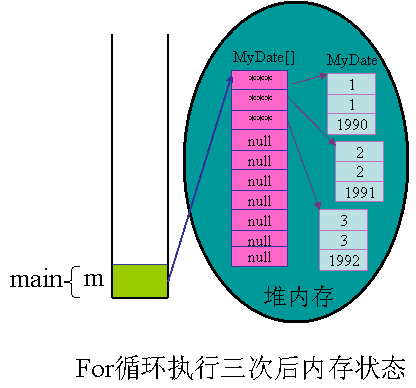 MyDate[]
MyDate
***
***
***
null
null
null
null
null
null
null
1
1
1990
2
2
1991
3
3
1992
main
m
堆内存
For循环执行三次后内存状态